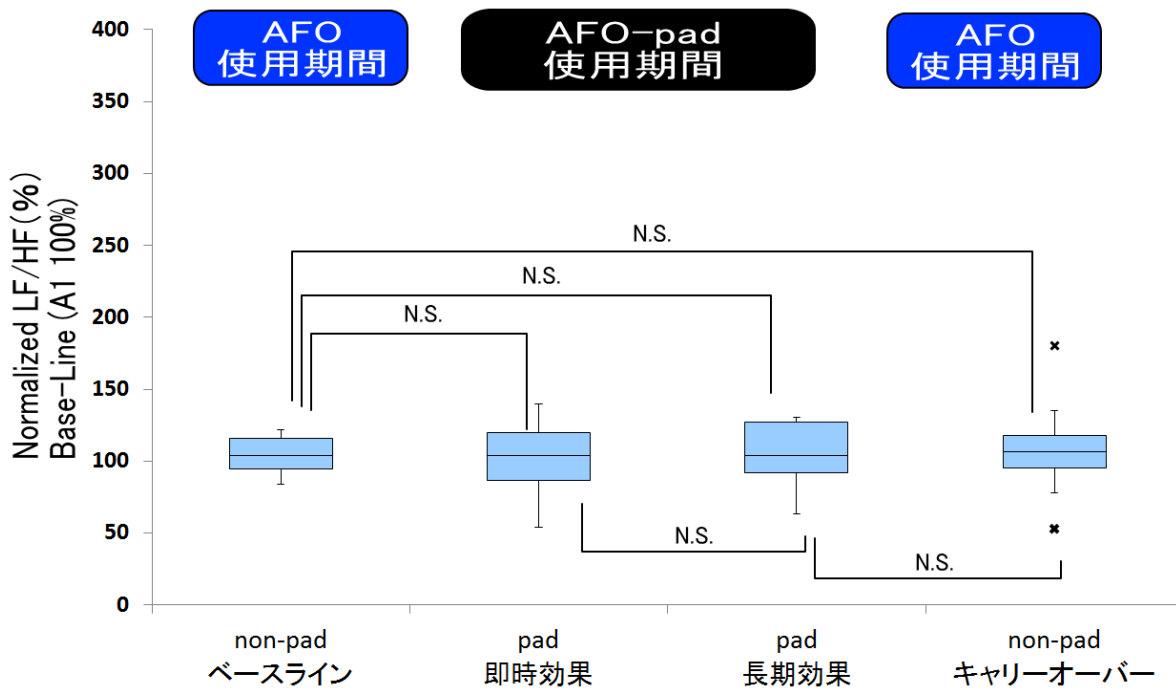 AFO
使用期間
AFO-pad
使用期間
AFO
使用期間
Normalized LF/HF(%)
Base-Line(A1 100%)
400
350
300
250
200
150
100
50
0
N.S.
N.S.
N.S.
N.S.
N.S.
non-pad
ベースライン
pad
即時効果
pad
長期効果
non-pad
キャリーオーバー